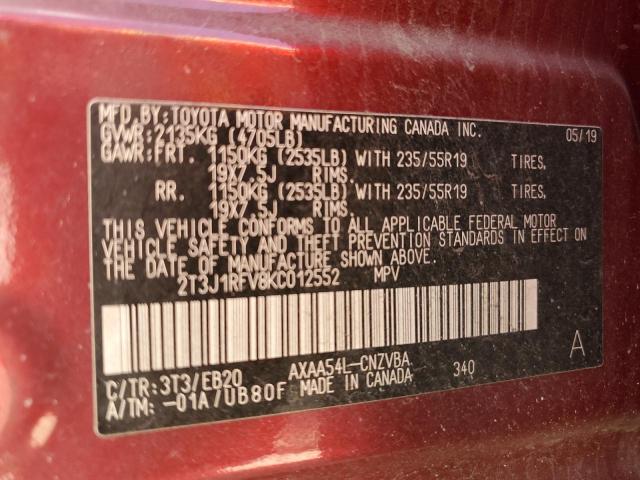 MFD.BY:TOYOTA MOTOR MANUFACTURING CANADA INC. 05/19
GVWR:2135KG (4705LB)
GAWR:FRT. 1150KG (2535LB) WITH 235/55R19 TIRES,
19X7.5J RIMS.
RR. 1150KG (2535LB) WITH 235/55R19 TIRES,
19X7.5J RIMS.
THIS VEHICLE CONFORMS TO ALL APPLICABLE FEDERAL MOTOR
VEHICLE SAFETY AND THEFT PREVENTION STANDARDS IN EFFECT ON
THE DATE OF MANUFACTURE SHOWN ABOVE.
2T3J1RFV8KC012552 MPV
A
C/TR:3T3/EB20 AXAA54L-CNZVBA 340
A/TM:-01A/UB80F MADE IN CANADA